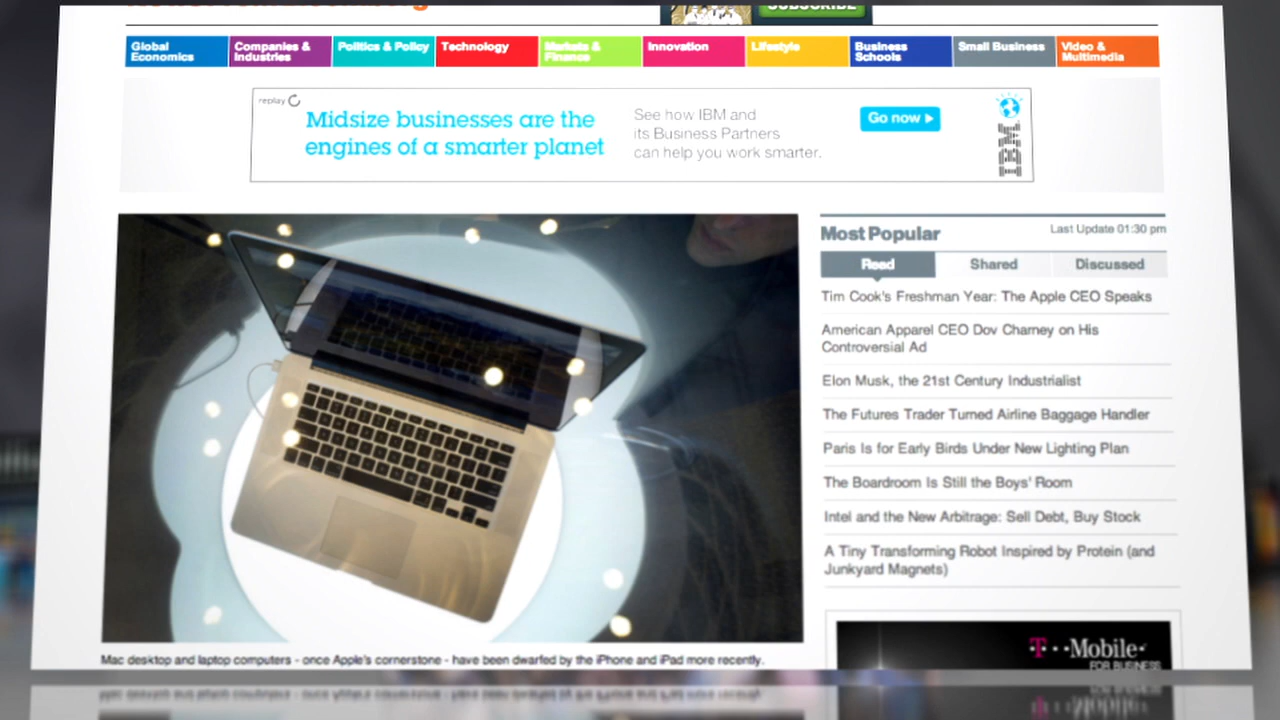 SUBSCRIBE
Global
Economics
Companies &
Industries
Politics & Policy
Technology
Markets &
Finance
Innovation
Lifestyle
Business
Schools
Small Business
Video &
Multimedia
replay
Midsize businesses are the
engines of a smarter planet
See how IBM and
its Business Partners
can help you work smarter.
Go now
IBM
Most Popular
Last Update 01:30 pm
Read
Shared
Discussed
Tim Cook's Freshman Year: The Apple CEO Speaks
American Apparel CEO Dov Charney on His
Controversial Ad
Elon Musk, the 21st Century Industrialist
The Futures Trader Turned Airline Baggage Handler
Paris Is for Early Birds Under New Lighting Plan
The Boardroom Is Still the Boys' Room
Intel and the New Arbitrage: Sell Debt, Buy Stock
A Tiny Transforming Robot Inspired by Protein (and
Junkyard Magnets)
T··Mobile·
FOR BUSINESS
Mac desktop and laptop computers - once Apple's cornerstone - have been dwarfed by the iPhone and iPad more recently.